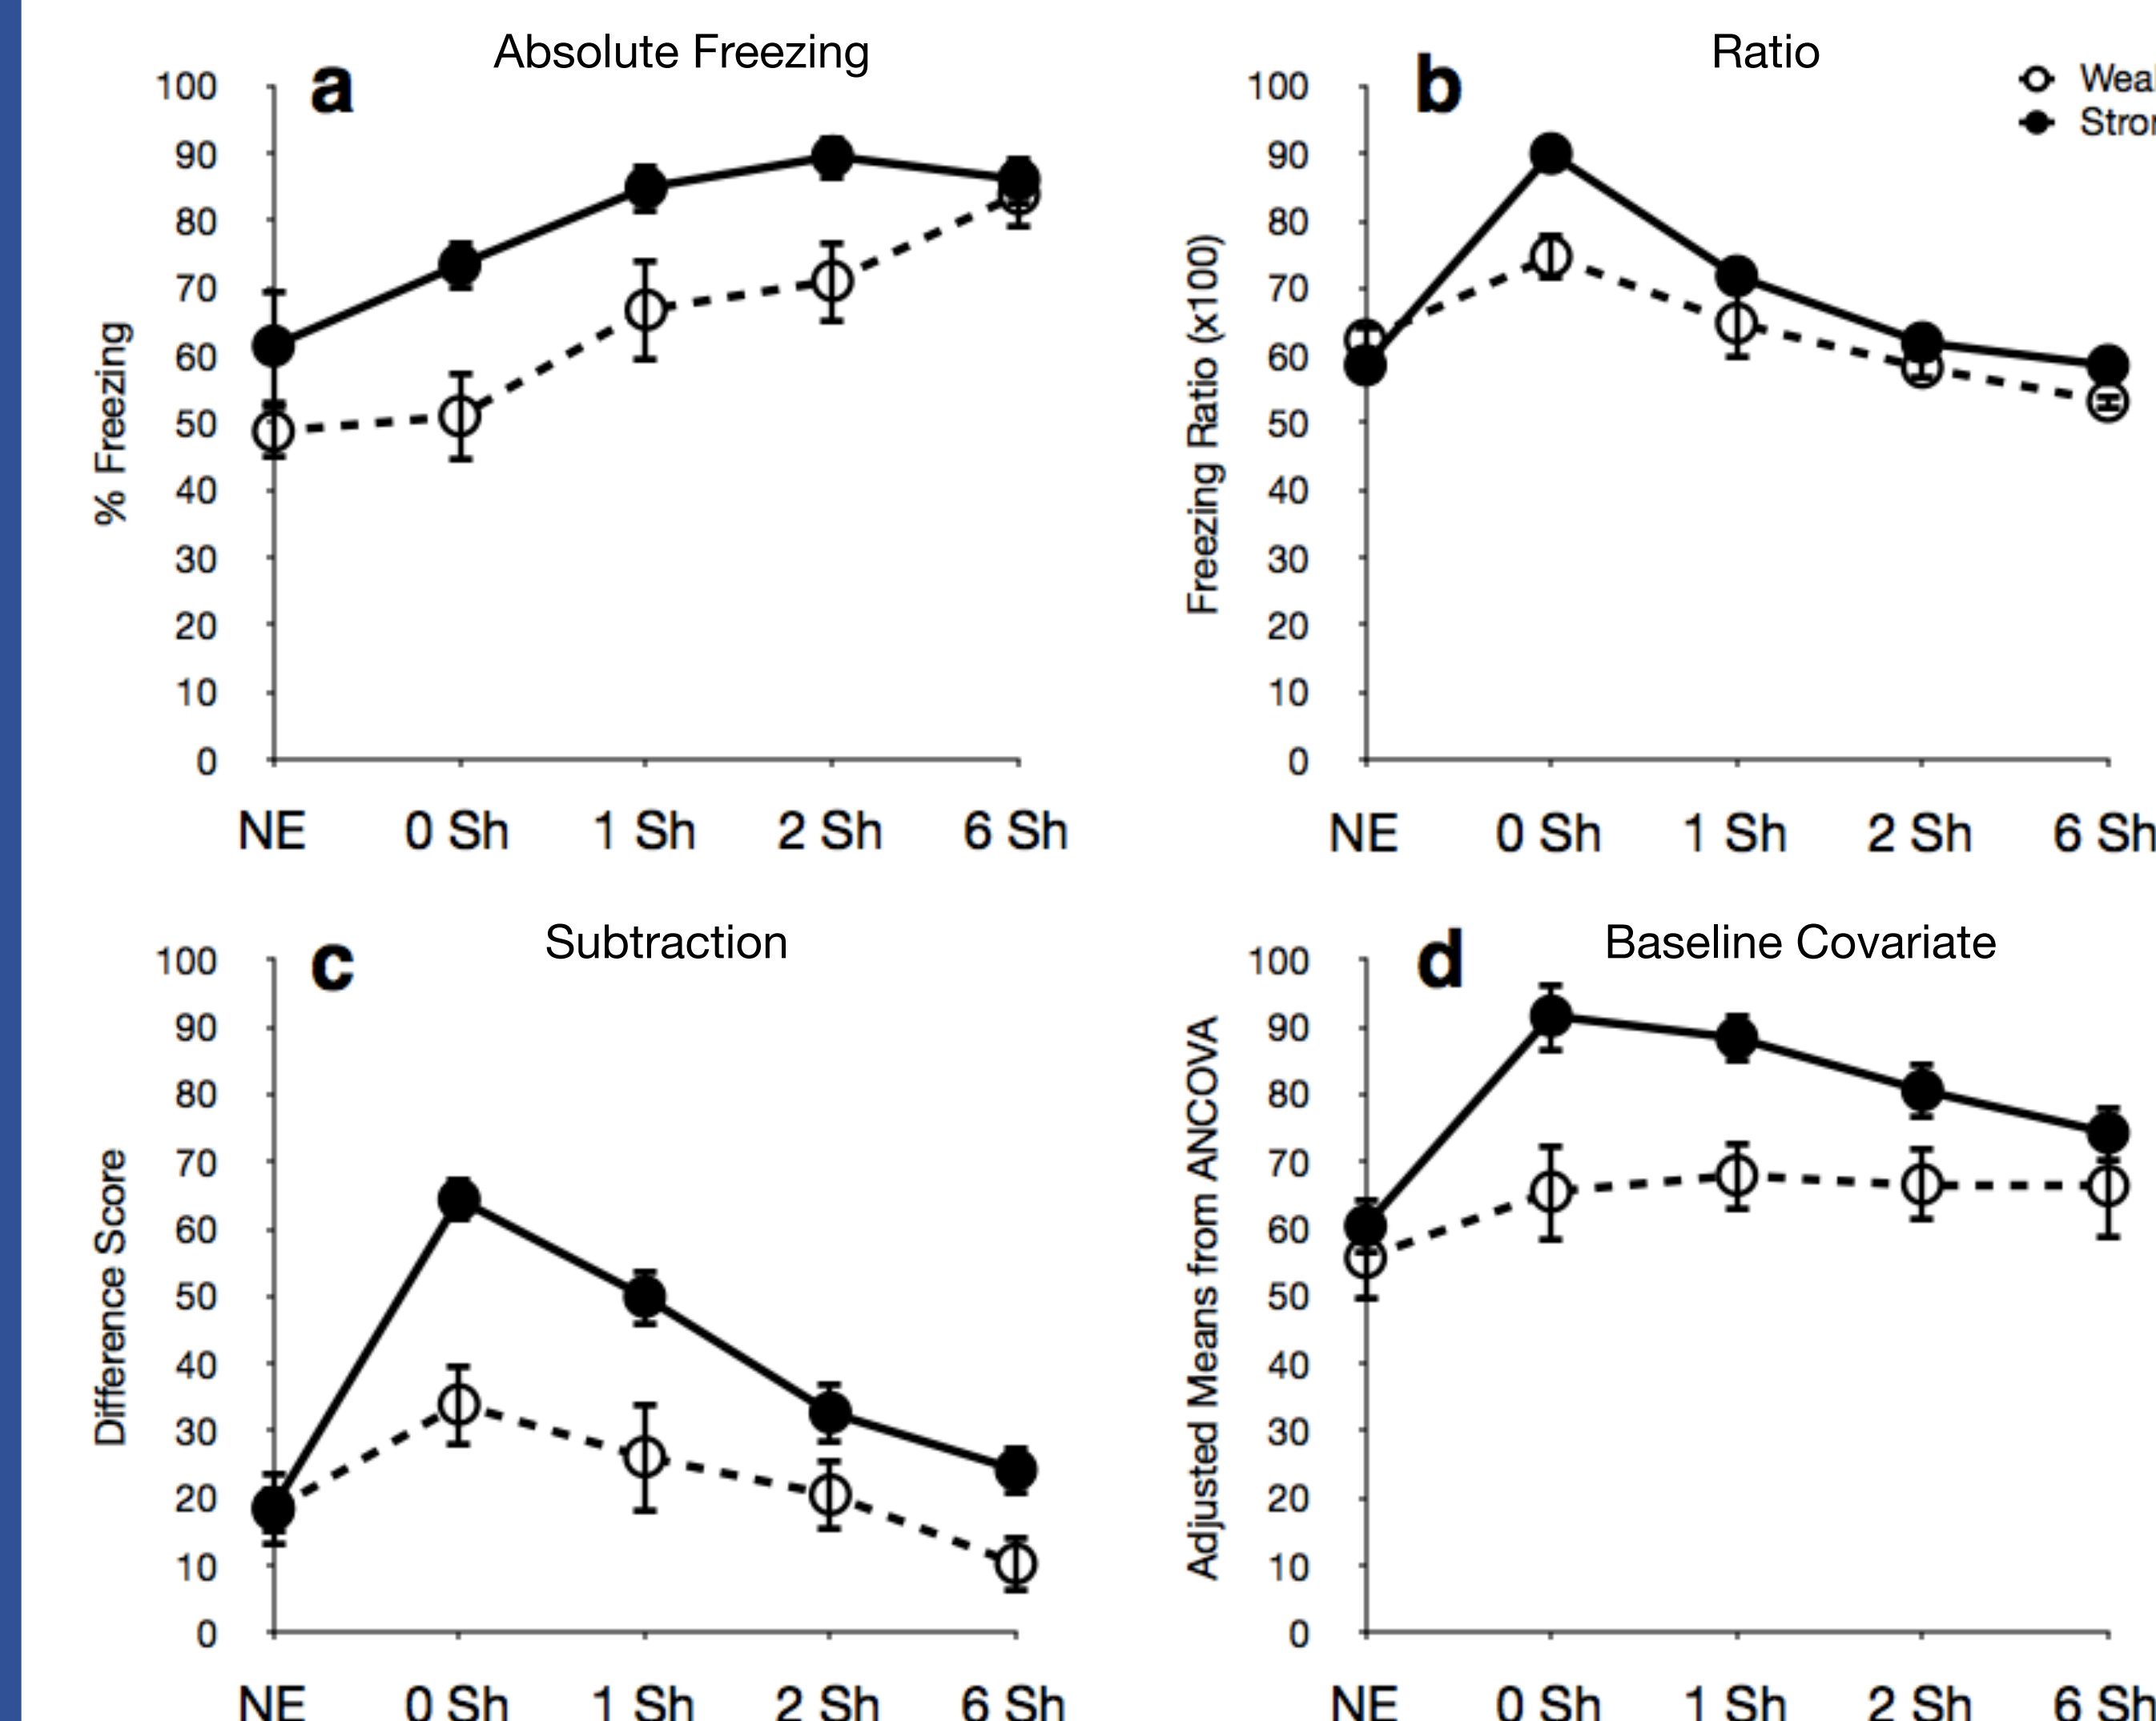 Absolute Freezing
a
% Freezing
100
90
80
70
60
50
40
30
20
10
0
NE 0 Sh 1 Sh 2 Sh 6 Sh
Ratio
b
Weal
Stron
Freezing Ratio (x100)
100
90
80
70
60
50
40
30
20
10
0
NE 0 Sh 1 Sh 2 Sh 6 Sh
Subtraction
c
Difference Score
100
90
80
70
60
50
40
30
20
10
0
NE 0 Sh 1 Sh 2 Sh 6 Sh
Baseline Covariate
d
Adjusted Means from ANCOVA
100
90
80
70
60
50
40
30
20
10
0
NE 0 Sh 1 Sh 2 Sh 6 Sh